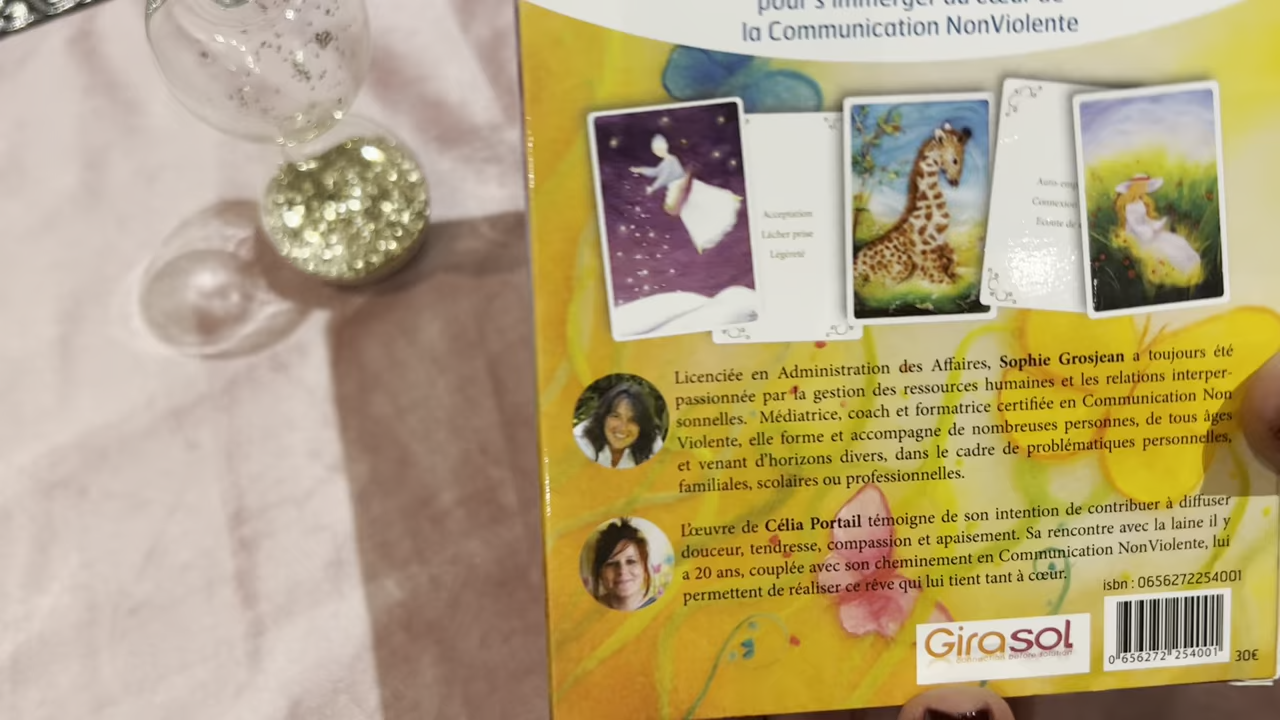 pour s'immerger au cœur de
la Communication NonViolente
Acceptation
Lâcher prise
Légèreté
Auto-emp
Connexion
Écoute de s
Licenciée en Administration des Affaires, Sophie Grosjean a toujours été
passionnée par la gestion des ressources humaines et les relations interper-
sonnelles. Médiatrice, coach et formatrice certifiée en Communication Non
Violente, elle forme et accompagne de nombreuses personnes, de tous âges
et venant d'horizons divers, dans le cadre de problématiques personnelles,
familiales, scolaires ou professionnelles.
L'œuvre de Célia Portail témoigne de son intention de contribuer à diffuser
douceur, tendresse, compassion et apaisement. Sa rencontre avec la laine il y
a 20 ans, couplée avec son cheminement en Communication NonViolente, lui
permettent de réaliser ce rêve qui lui tient tant à cœur.
isbn : 0656272254001
Girasol
0 656272 254001
30€